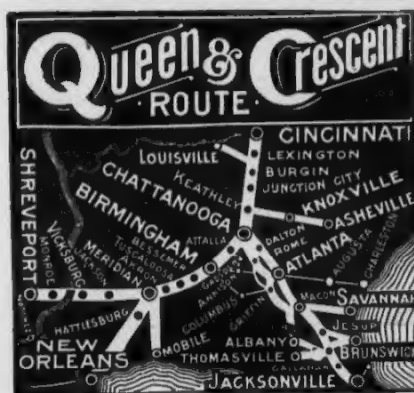 Queen & Crescent
ROUTE
CINCINNATI
LOUISVILLE
LEXINGTON
BURGIN
JUNCTION CITY
KEATHLEY
CHATTANOOGA
KNOXVILLE
ASHEVILLE
BIRMINGHAM
ATTALLA
DALTON
ROME
ATLANTA
AUGUSTA
CHARLESTON
SHREVEPORT
MONROE
VICKSBURG
JACKSON
MERIDIAN
AKRON
TUSCALOOSA
BESSEMER
ANNISTON
COLUMBUS
GRIFFIN
MACON
SAVANNAH
HATTIESBURG
NEW
ORLEANS
MOBILE
ALBANY
THOMASVILLE
JESUP
BRUNSWICK
CALLAHAN
JACKSONVILLE